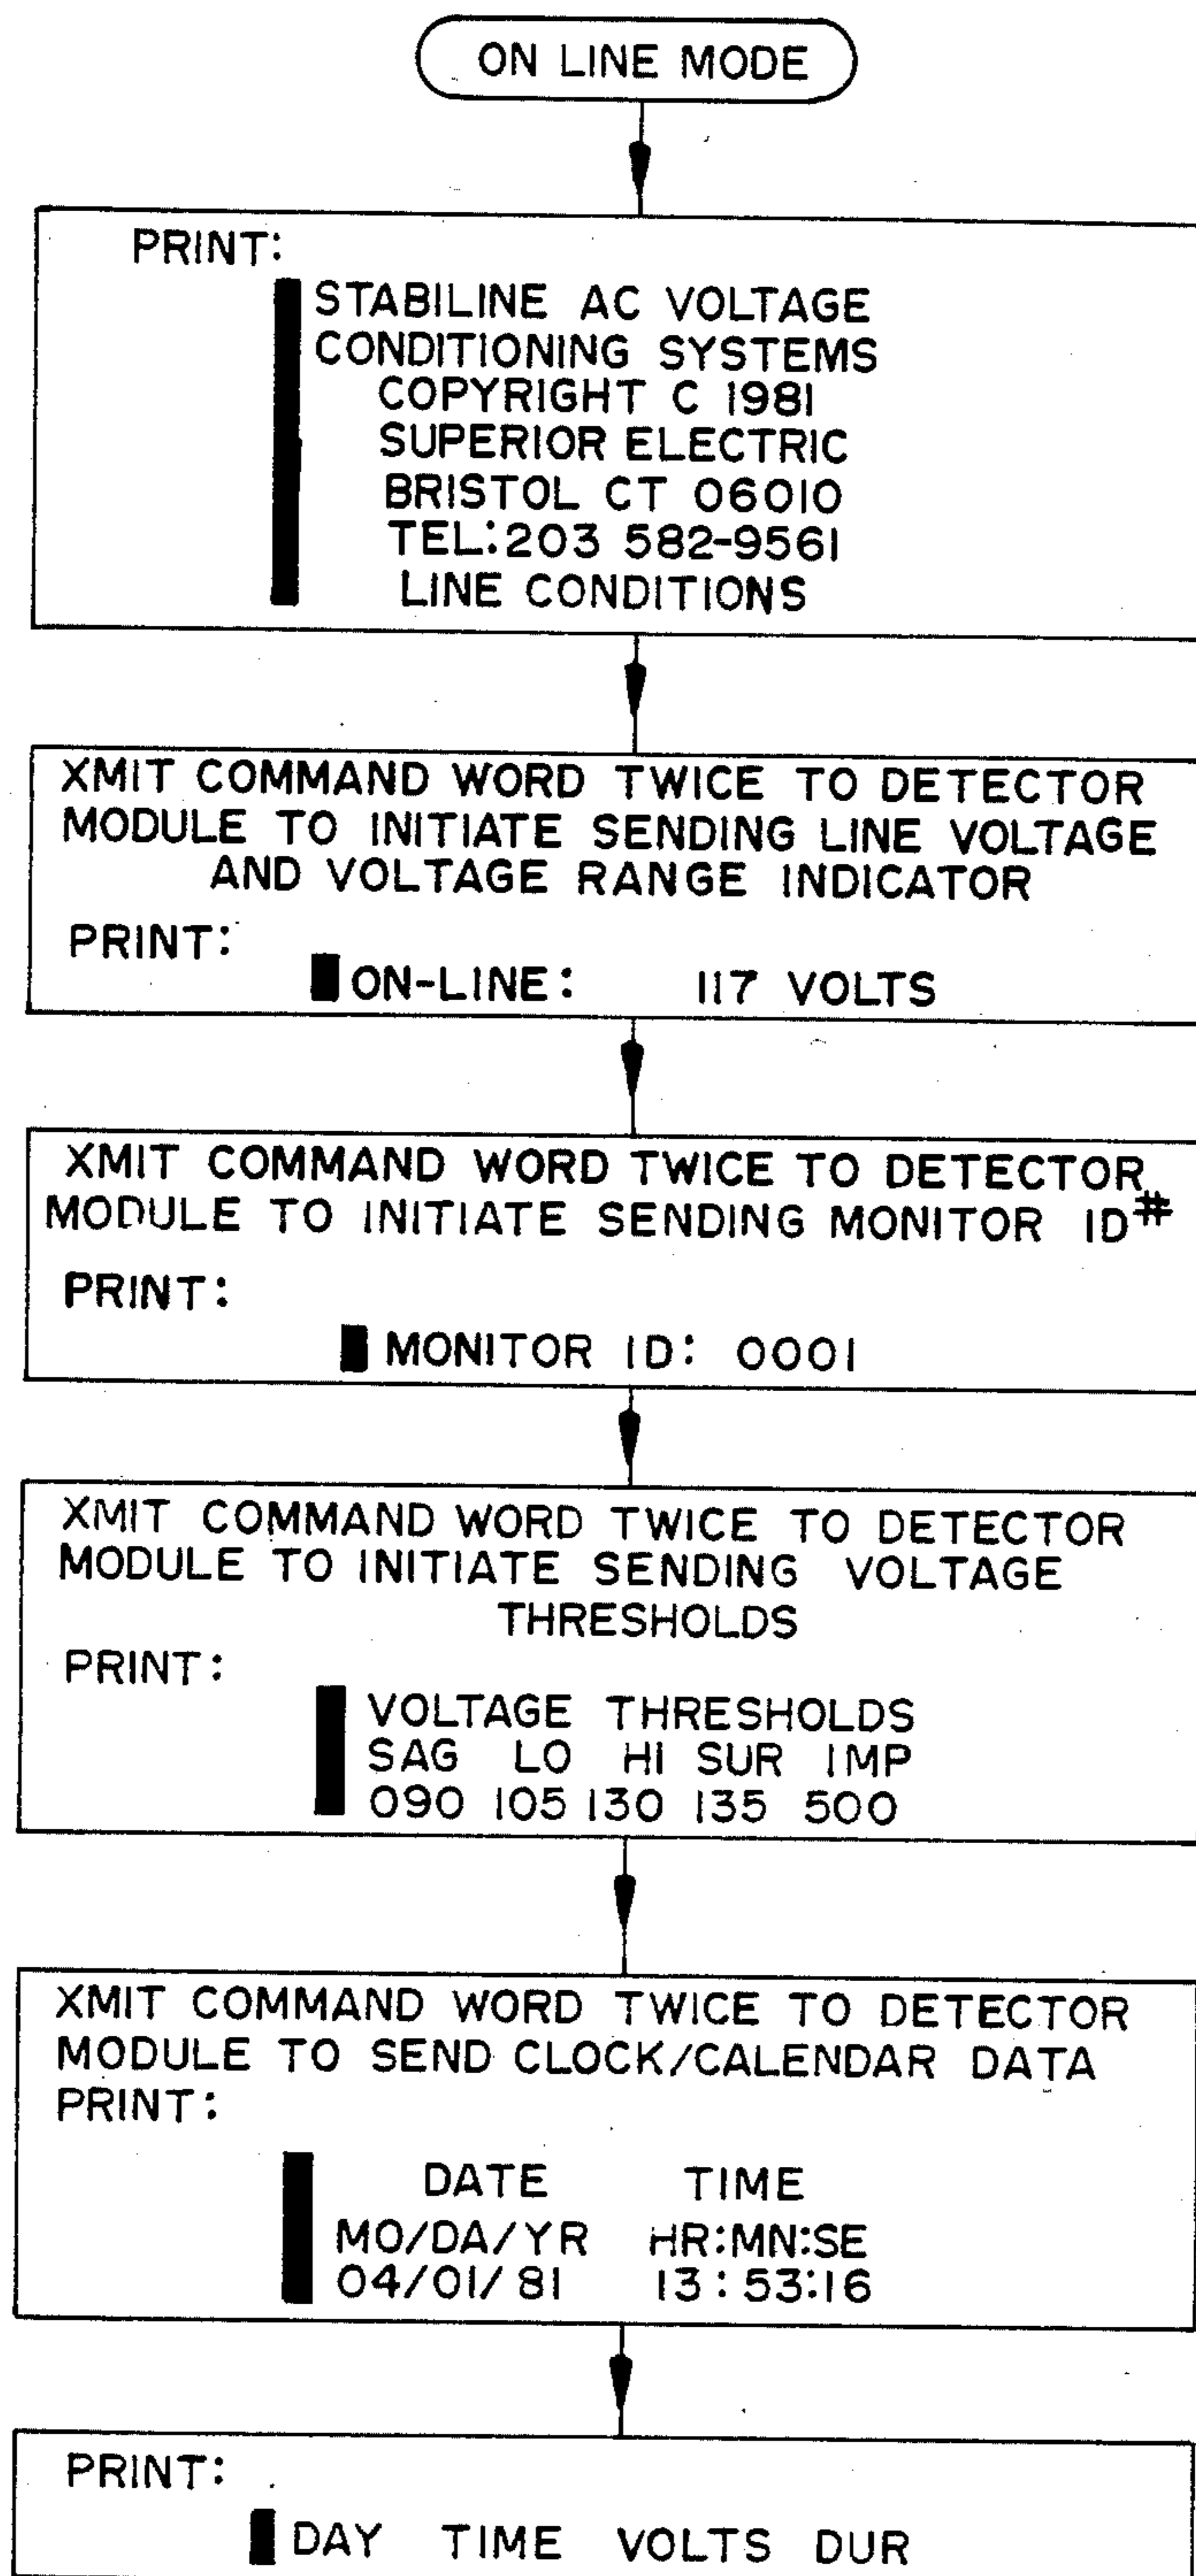 ON LINE MODE
PRINT:
STABILINE AC VOLTAGE
CONDITIONING SYSTEMS
COPYRIGHT C 1981
SUPERIOR ELECTRIC
BRISTOL CT 06010
TEL:203 582-9561
LINE CONDITIONS
XMIT COMMAND WORD TWICE TO DETECTOR
MODULE TO INITIATE SENDING LINE VOLTAGE
AND VOLTAGE RANGE INDICATOR
PRINT:
ON-LINE: 117 VOLTS
XMIT COMMAND WORD TWICE TO DETECTOR
MODULE TO INITIATE SENDING MONITOR ID#
PRINT:
MONITOR ID: 0001
XMIT COMMAND WORD TWICE TO DETECTOR
MODULE TO INITIATE SENDING VOLTAGE
THRESHOLDS
PRINT:
VOLTAGE THRESHOLDS
SAG LO HI SUR IMP
090 105 130 135 500
XMIT COMMAND WORD TWICE TO DETECTOR
MODULE TO SEND CLOCK/CALENDAR DATA
PRINT:
DATE TIME
MO/DA/YR HR:MN:SE
04/01/81 13:53:16
PRINT:
DAY TIME VOLTS DUR